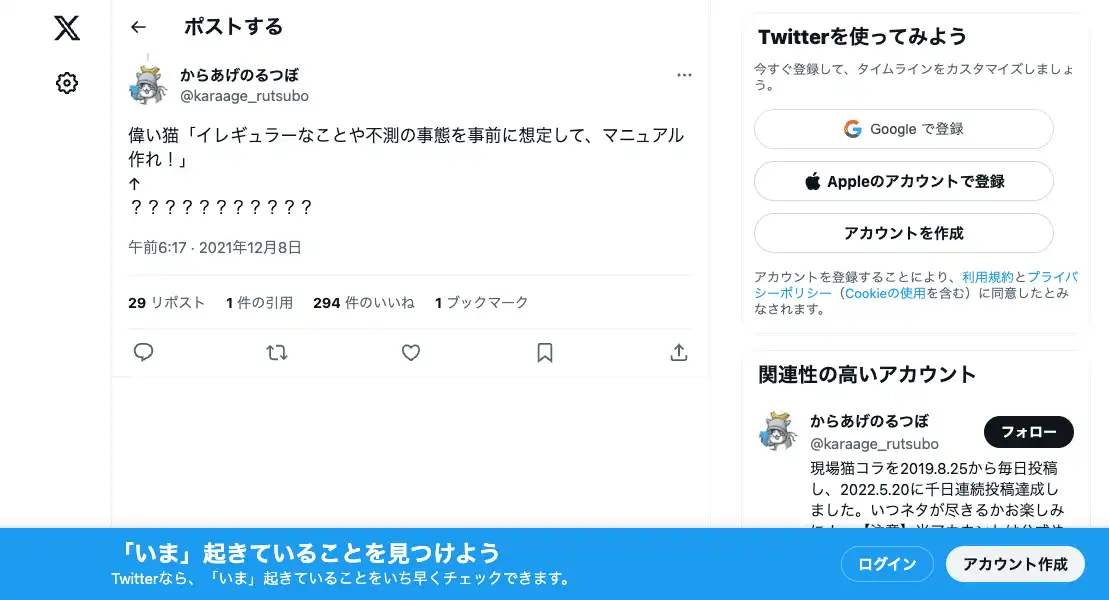 ポストする
からあげのるつぼ
@karaage_rutsubo
偉い猫「イレギュラーなことや不測の事態を事前に想定して、マニュアル
作れ！」
↑
？？？？？？？？？？？
午前6:17 · 2021年12月8日
29 リポスト 1 件の引用 294 件のいいね 1 ブックマーク
Twitterを使ってみよう
今すぐ登録して、タイムラインをカスタマイズしましょ
う。
Google で登録
Appleのアカウントで登録
アカウントを作成
アカウントを登録することにより、利用規約とプライバ
シーポリシー（Cookieの使用を含む）に同意したとみ
なされます。
関連性の高いアカウント
からあげのるつぼ
@karaage_rutsubo
フォロー
現場猫コラを2019.8.25から毎日投稿
し、2022.5.20に千日連続投稿達成し
ました。いつネタが尽きるかお楽しみ
「いま」起きていることを見つけよう
Twitterなら、「いま」起きていることをいち早くチェックできます。
ログイン
アカウント作成